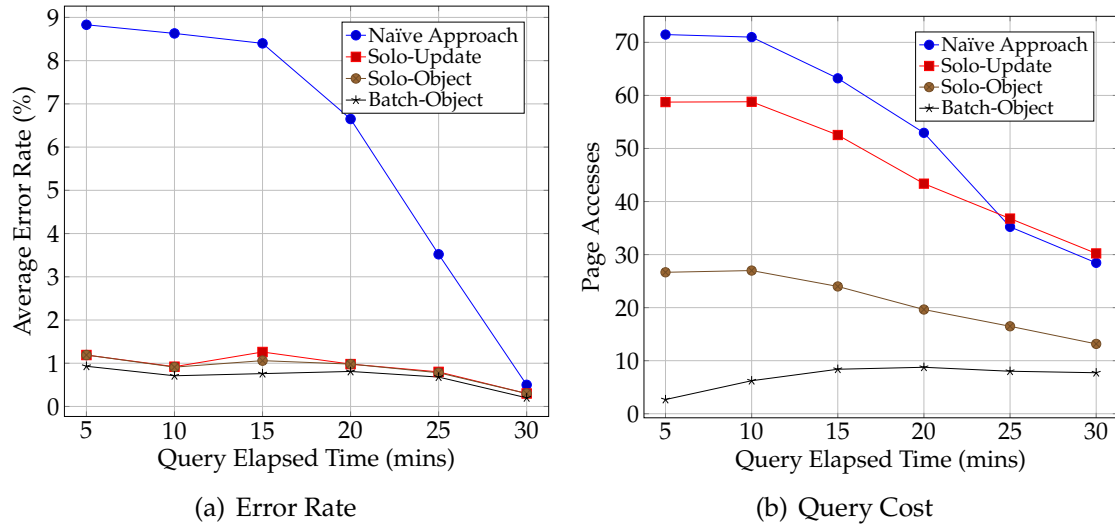 9
8
7
6
5
4
3
2
1
0
Average Error Rate (%)
Naïve Approach
Solo-Update
Solo-Object
Batch-Object
5 10 15 20 25 30
Query Elapsed Time (mins)
(a) Error Rate
70
60
50
40
30
20
10
0
Page Accesses
Naïve Approach
Solo-Update
Solo-Object
Batch-Object
5 10 15 20 25 30
Query Elapsed Time (mins)
(b) Query Cost